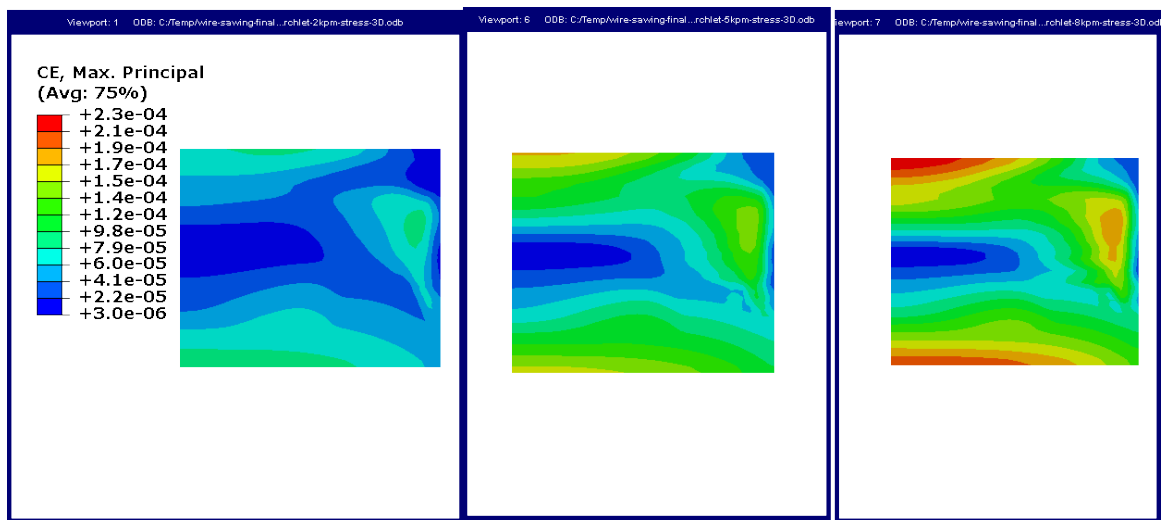 Viewport: 1 ODB: C:/Temp/wire-sawing-final...rchlet-2kpm-stress-3D.odb
Viewport: 6 ODB: C:/Temp/wire-sawing-final...rchlet-5kpm-stress-3D.odb
iewport: 7 ODB: C:/Temp/wire-sawing-final...rchlet-8kpm-stress-3D.odb
CE, Max. Principal
(Avg: 75%)
+2.3e-04
+2.1e-04
+1.9e-04
+1.7e-04
+1.5e-04
+1.4e-04
+1.2e-04
+9.8e-05
+7.9e-05
+6.0e-05
+4.1e-05
+2.2e-05
+3.0e-06